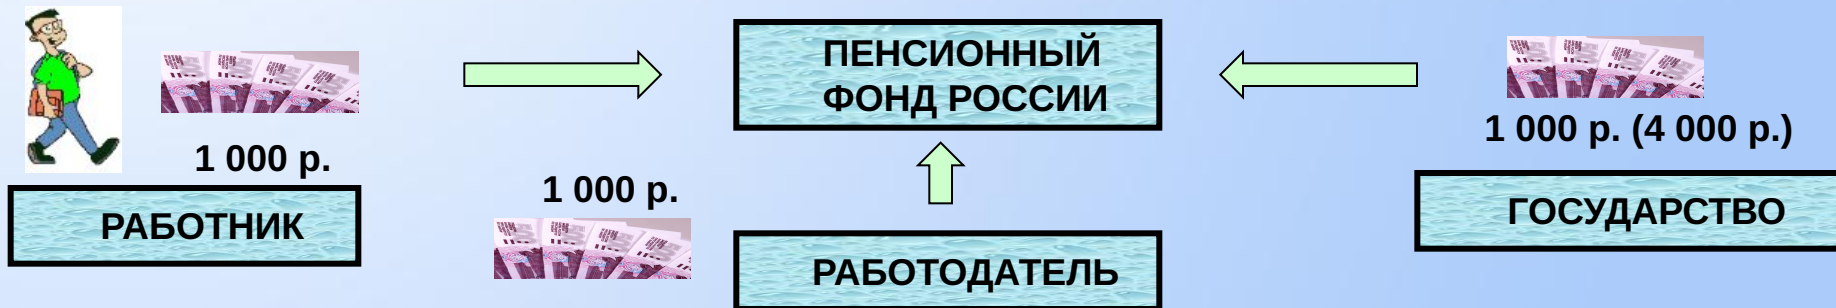 ПЕНСИОННЫЙ
ФОНД РОССИИ
1 000 р.
РАБОТНИК
1 000 р.
РАБОТОДАТЕЛЬ
1 000 р. (4 000 р.)
ГОСУДАРСТВО